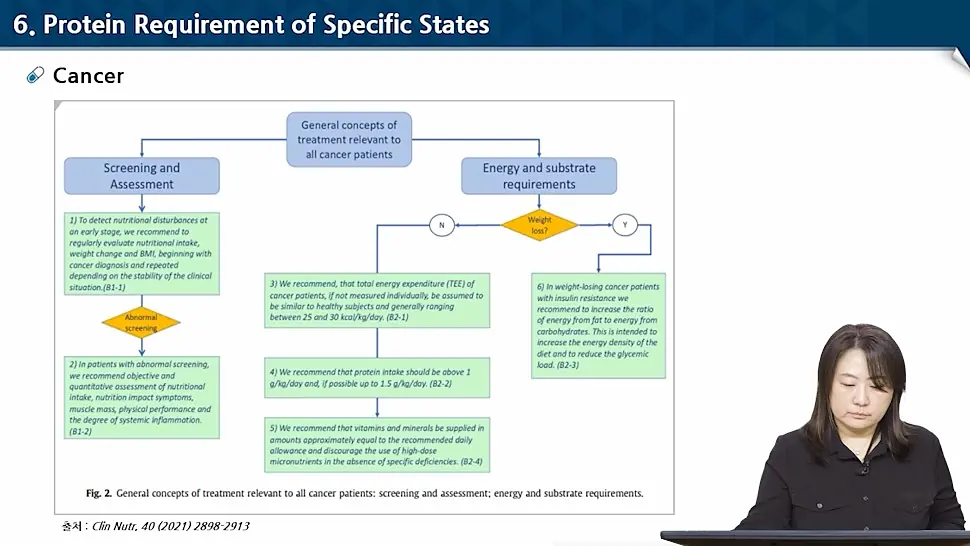 6. Protein Requirement of Specific States
Cancer
General concepts of
treatment relevant to
all cancer patients
Screening and
Assessment
1) To detect nutritional disturbances at
an early stage, we recommend to
regularly evaluate nutritional intake,
weight change and BMI, beginning with
cancer diagnosis and repeated
depending on the stability of the clinical
situation.(B1-1)
Abnormal
screening
2) In patients with abnormal screening,
we recommend objective and
quantitative assessment of nutritional
intake, nutrition impact symptoms,
muscle mass, physical performance and
the degree of systemic inflammation.
(B1-2)
Energy and substrate
requirements
Weight
loss?
N
Y
3) We recommend, that total energy expenditure (TEE) of
cancer patients, if not measured individually, be assumed to
be similar to healthy subjects and generally ranging
between 25 and 30 kcal/kg/day. (B2-1)
4) We recommend that protein intake should be above 1
g/kg/day and, if possible up to 1.5 g/kg/day. (B2-2)
5) We recommend that vitamins and minerals be supplied in
amounts approximately equal to the recommended daily
allowance and discourage the use of high-dose
micronutrients in the absence of specific deficiencies. (B2-4)
6) In weight-losing cancer patients
with insulin resistance we
recommend to increase the ratio
of energy from fat to energy from
carbohydrates. This is intended to
increase the energy density of the
diet and to reduce the glycemic
load. (B2-3)
Fig. 2. General concepts of treatment relevant to all cancer patients: screening and assessment; energy and substrate requirements.
출처 : Clin Nutr, 40 (2021) 2898-2913